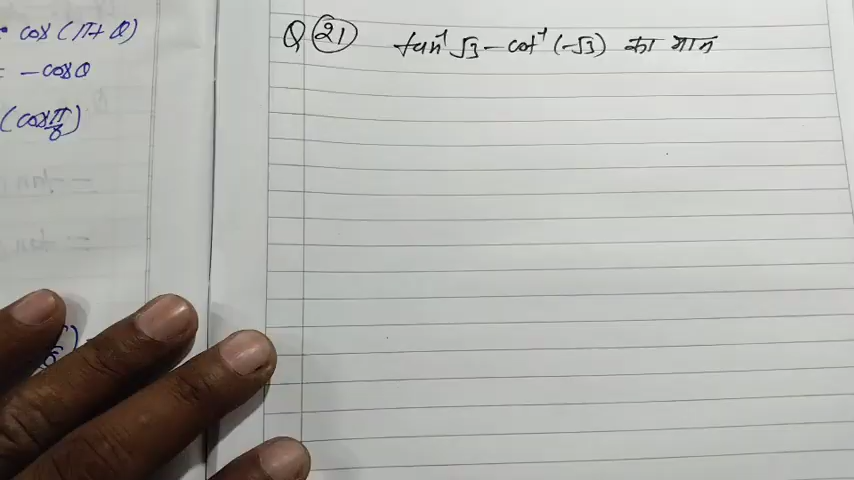 cos(π+θ)
= -cosθ
(cos π/8)
Q (21) tan⁻¹ √3 - cot⁻¹ (-√3) का मान